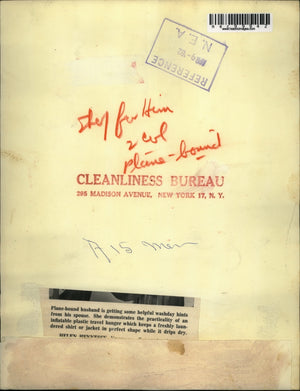 REFERENCE
N.E.A.
for Him
2 col
plane-bound
CLEANLINESS BUREAU
295 MADISON AVENUE, NEW YORK 17, N. Y.
Plane-bound husband is getting some helpful washday hints
from his spouse. She demonstrates the practicality of an
inflatable plastic travel hanger which keeps a freshly laun-
dered shirt or jacket in perfect shape while it drips dry.